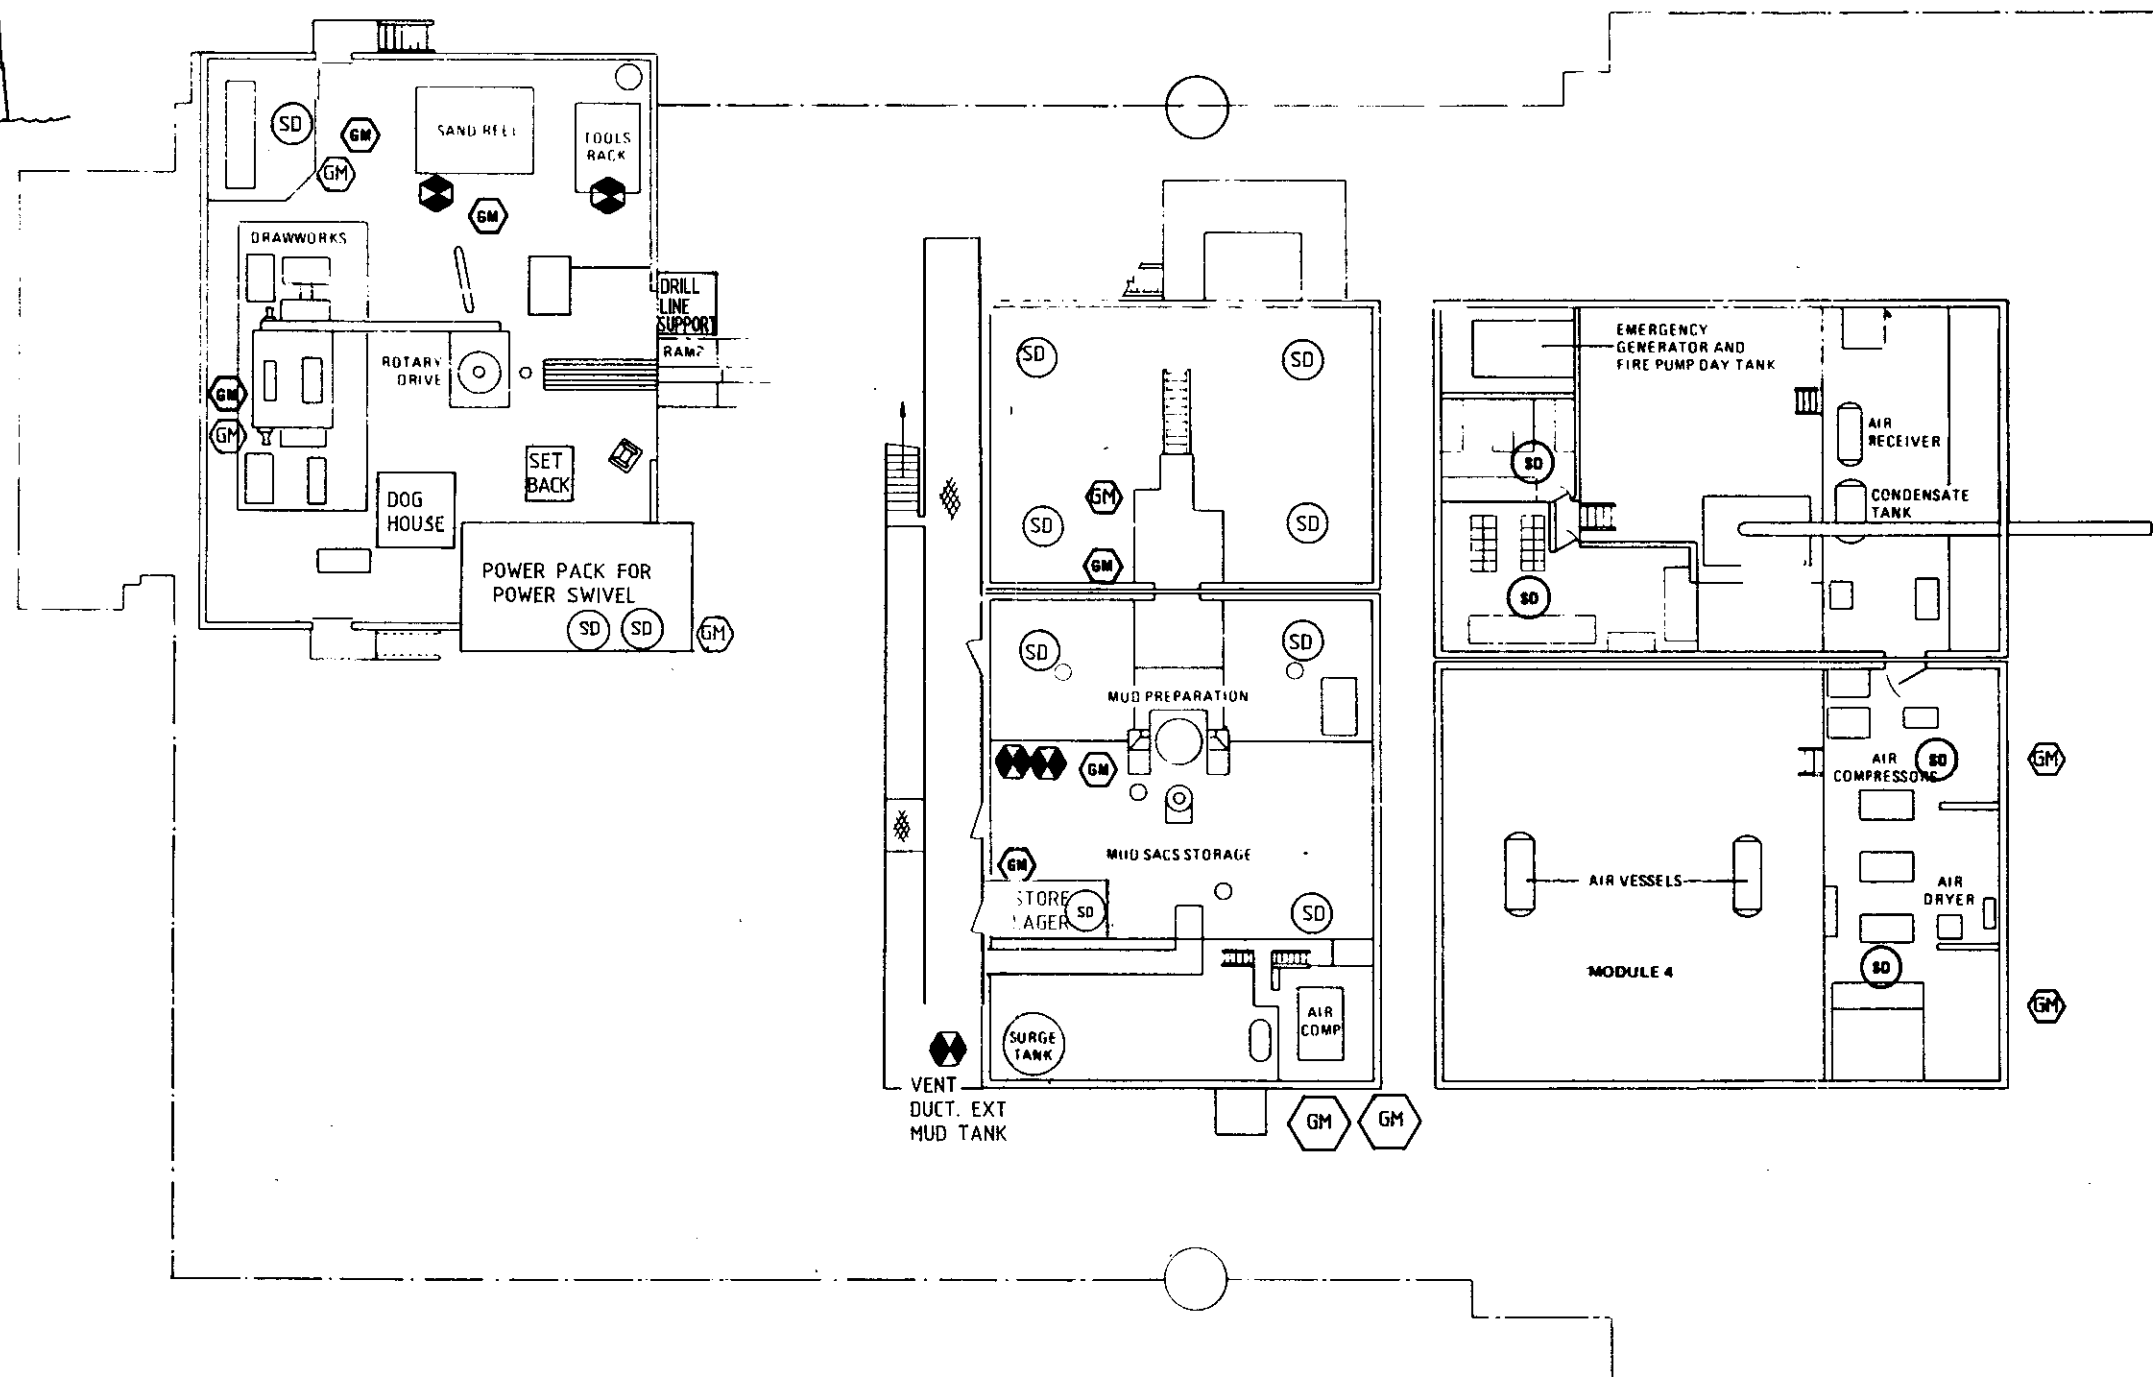 SD
GM
GM
SAND REEL
TOOLS
RACK
GM
DRAWWORKS
DRILL
LINE
SUPPORT
RAMP
ROTARY
DRIVE
GM
GM
SET
BACK
DOG
HOUSE
POWER PACK FOR
POWER SWIVEL
SD
SD
GM
SD
SD
GM
SD
SD
GM
SD
SD
MUD PREPARATION
GM
MUD SACS STORAGE
GM
STORE
LAGER
SD
SD
SURGE
TANK
AIR
COMP
VENT
DUCT. EXT
MUD TANK
GM
GM
EMERGENCY
GENERATOR AND
FIRE PUMP DAY TANK
AIR
RECEIVER
SD
CONDENSATE
TANK
SD
AIR
COMPRESSORS
SD
GM
AIR VESSELS
AIR
DRYER
MODULE 4
SD
GM